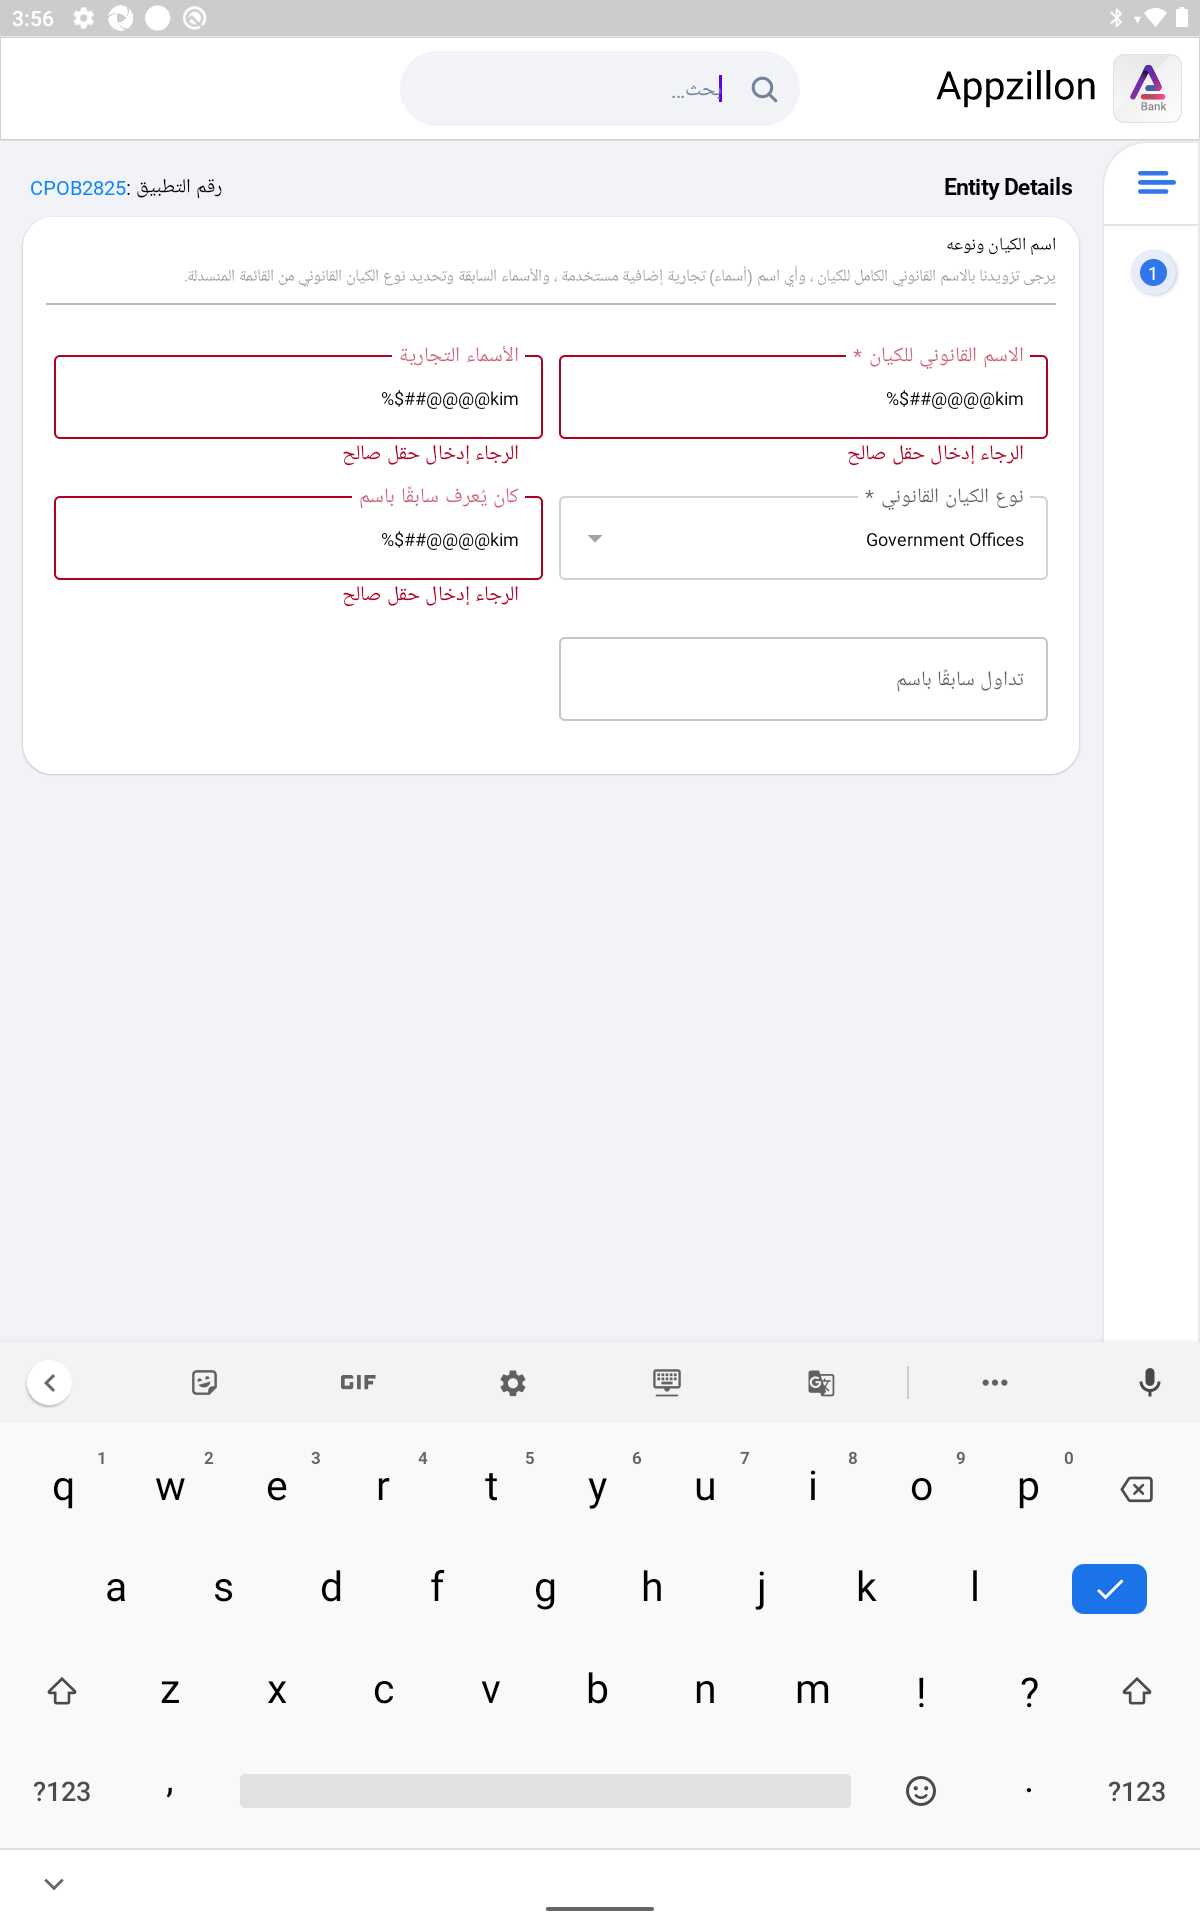 3:56
Appzillon
Bank
بحث...
Entity Details
رقم التطبيق :CPOB2825
1
اسم الكيان ونوعه
يرجى تزويدنا بالاسم القانوني الكامل للكيان ، وأي اسم (أسماء) تجارية إضافية مستخدمة ، والأسماء السابقة وتحديد نوع الكيان القانوني من القائمة المنسدلة.
الاسم القانوني للكيان *
%$##@@@@kim
الرجاء إدخال حقل صالح
الأسماء التجارية
%$##@@@@kim
الرجاء إدخال حقل صالح
نوع الكيان القانوني *
Government Offices
كان يُعرف سابقًا باسم
%$##@@@@kim
الرجاء إدخال حقل صالح
تداول سابقًا باسم
GIF
1 2 3 4 5 6 7 8 9 0
q w e r t y u i o p
a s d f g h j k l
z x c v b n m ! ?
?123 , . ?123